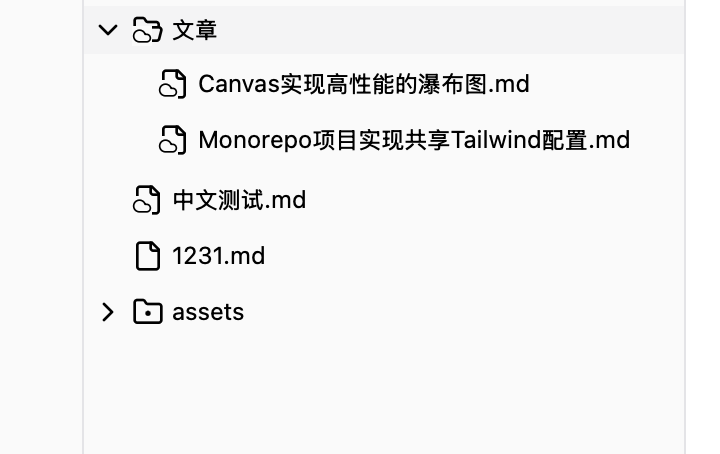 文章
Canvas实现高性能的瀑布图.md
Monorepo项目实现共享Tailwind配置.md
中文测试.md
1231.md
assets